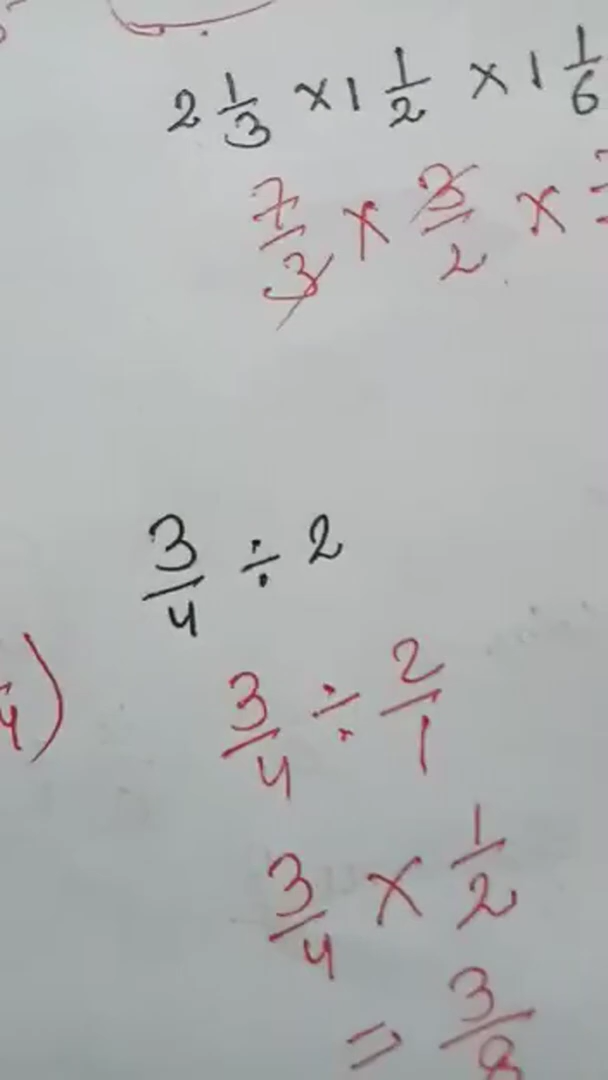 2 1/3 × 1 1/2 × 1 1/6
7/3 × 3/2 ×
3/4 ÷ 2
3/4 ÷ 2/1
4)
3/4 × 1/2
= 3/8